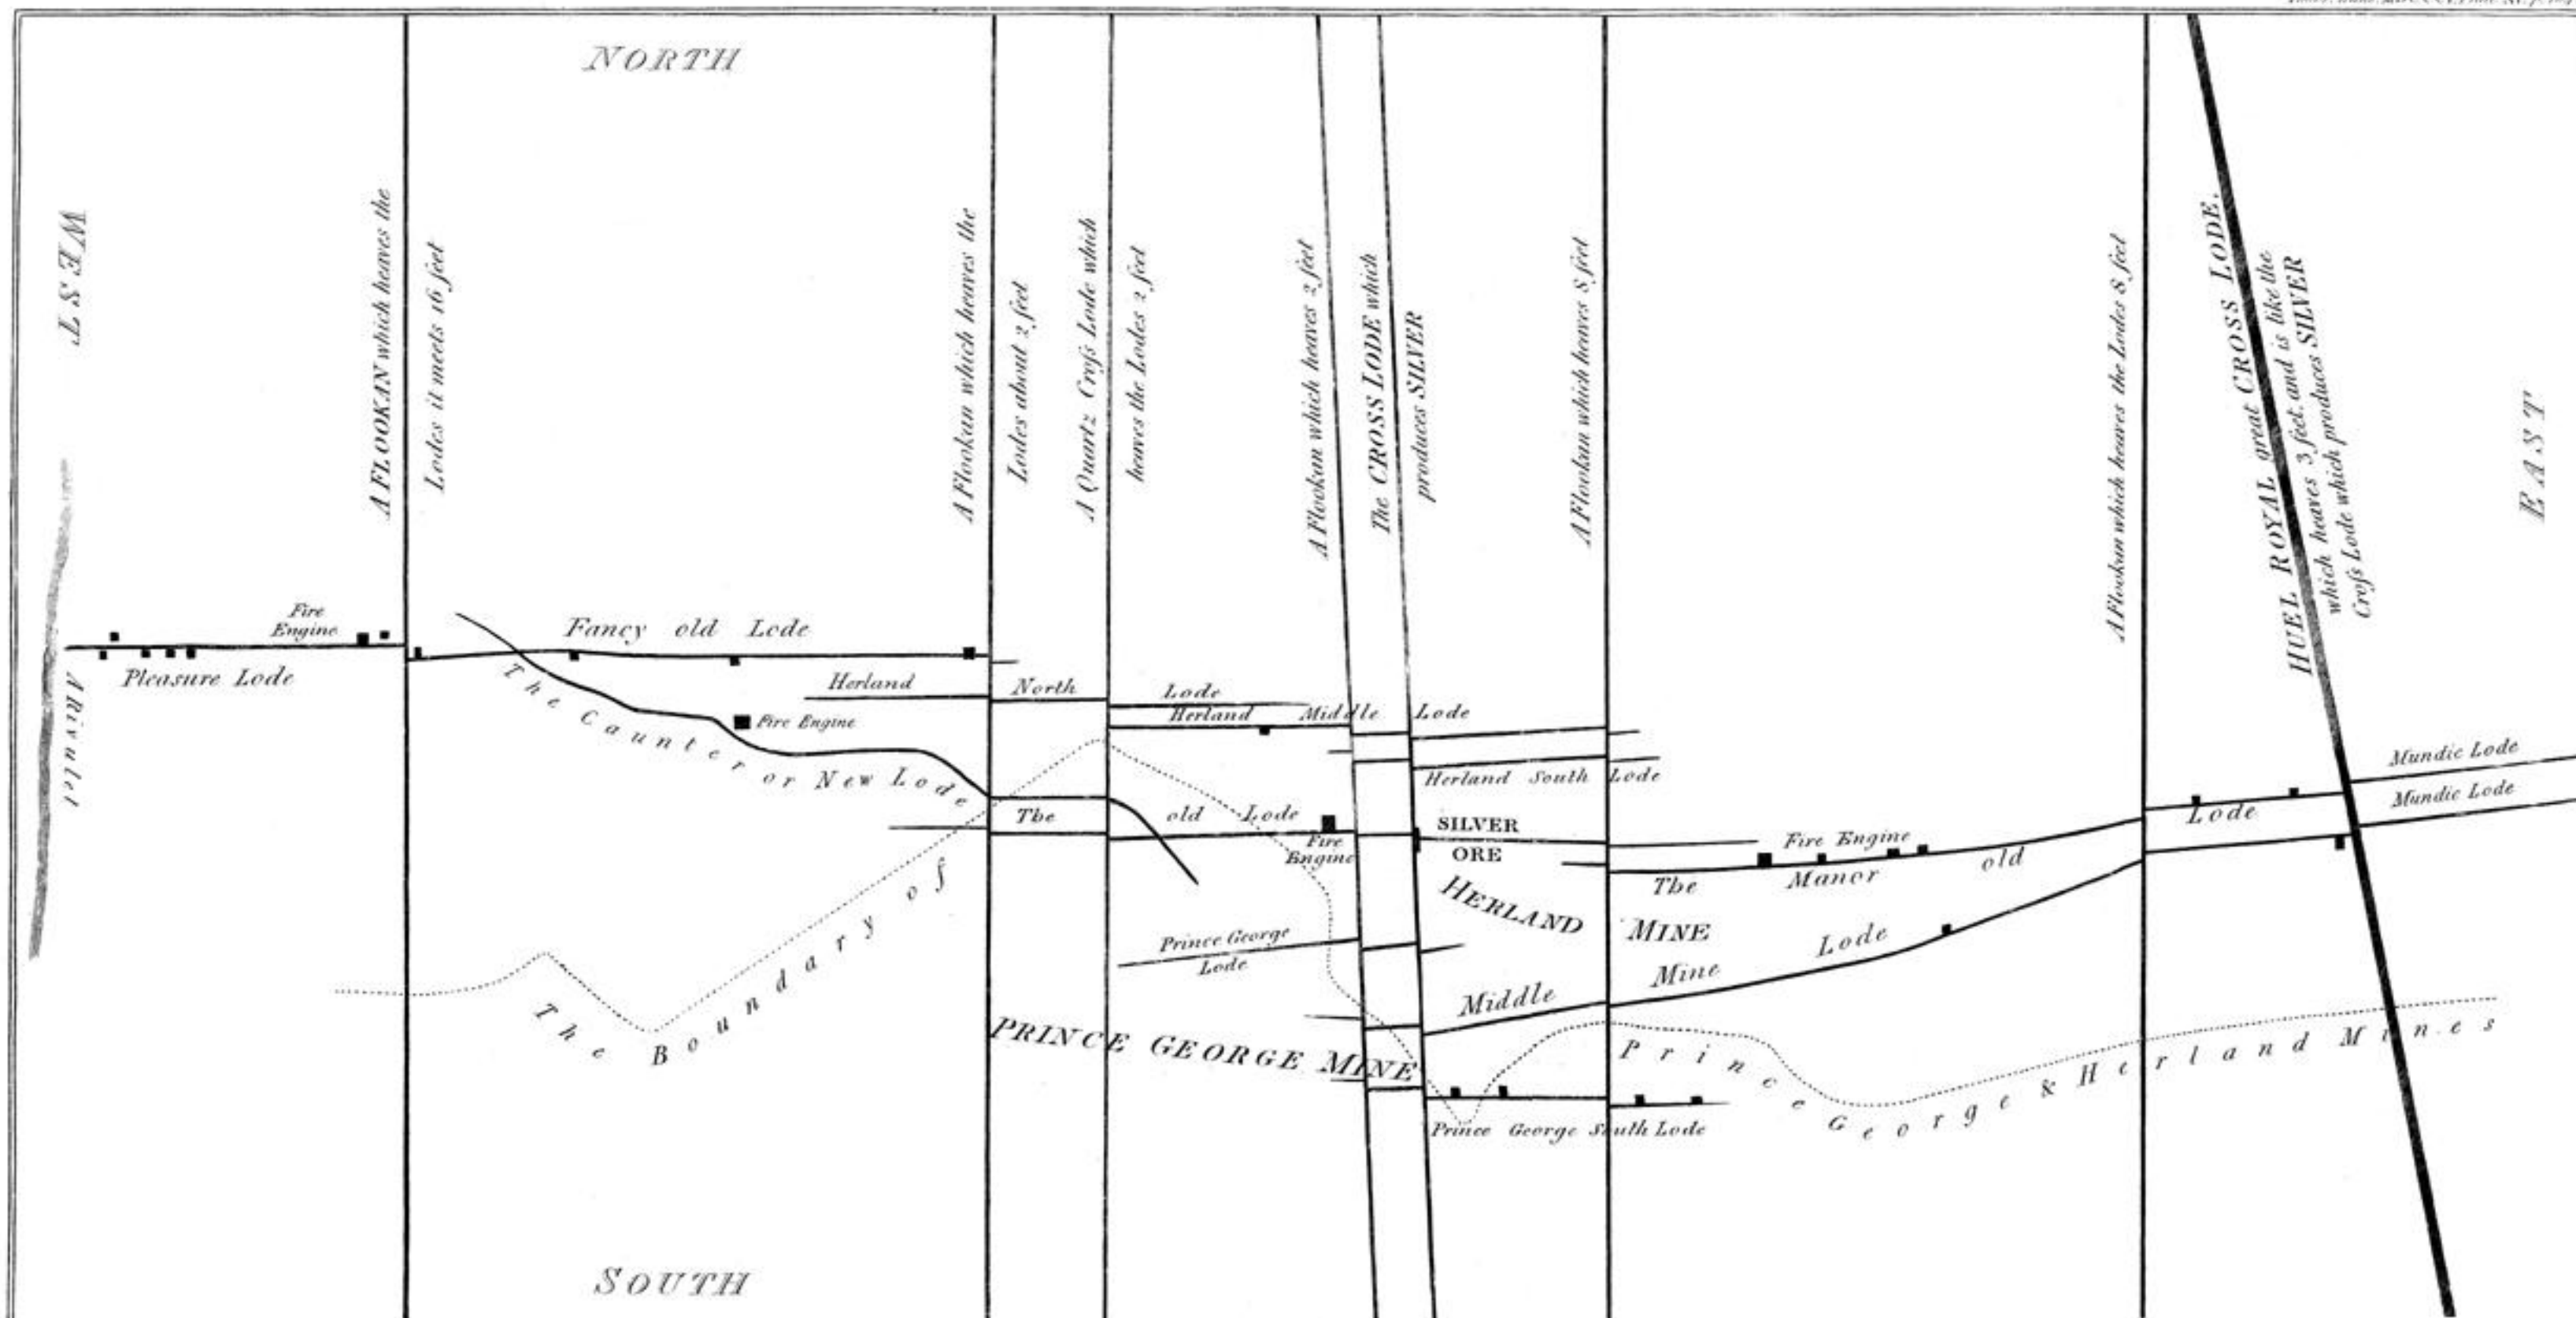 NORTH
WEST
EAST
SOUTH
A FLOOKAN which heaves the
Lodes it meets 16 feet
A Flookan which heaves the
Lodes about 2 feet
A Quartz Croſs Lode which
heaves the Lodes 2 feet
A Flookan which heaves 2 feet
The CROSS LODE which
produces SILVER
A Flookan which heaves 8 feet
A Flookan which heaves the Lodes 8 feet
HUEL ROYAL great CROSS LODE.
which heaves 3 feet and is like the
Croſs Lode which produces SILVER
A Rivulet
Fire
Engine
Pleasure Lode
Fancy old Lode
The Caunter or New Lode
Fire Engine
Herland North Lode
Herland Middle Lode
Herland South Lode
The old Lode
Fire
Engine
SILVER
ORE
HERLAND MINE
Fire Engine
The Manor old Lode
Mundic Lode
Mundic Lode
Prince George
Lode
Middle Mine Lode
PRINCE GEORGE MINE
Prince George South Lode
The Boundary of Prince George & Herland Mines